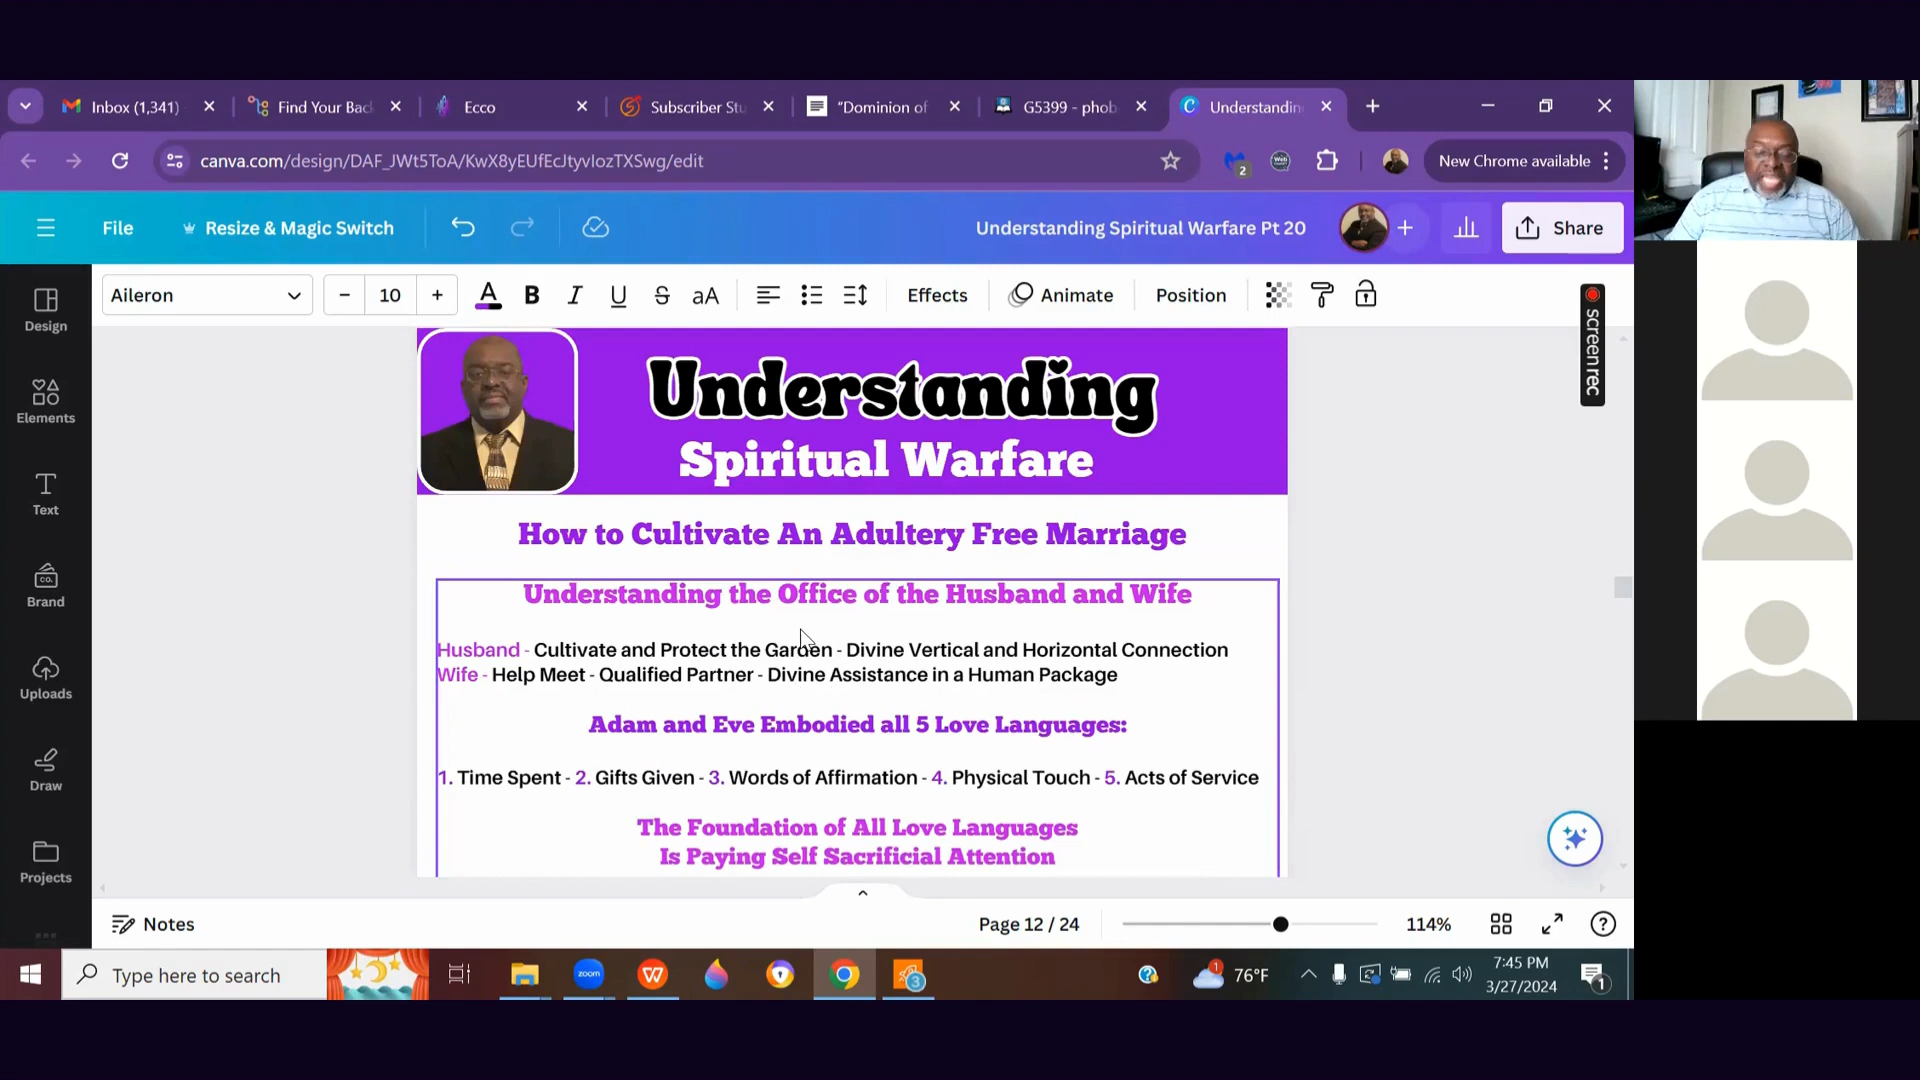 Inbox (1,341)
Find Your Bac
Ecco
Subscriber Stu
"Dominion of
G5399 - phob
Understandin
canva.com/design/DAF_JWt5ToA/KwX8yEUfEcJtyvIozTXSwg/edit
2
New Chrome available
File
Resize & Magic Switch
Understanding Spiritual Warfare Pt 20
Share
Aileron
10
A
B
I
U
S
aA
Effects
Animate
Position
screenrec
Design
Elements
Text
Brand
Uploads
Draw
Projects
Understanding
Spiritual Warfare
How to Cultivate An Adultery Free Marriage
Understanding the Office of the Husband and Wife
Husband - Cultivate and Protect the Garden - Divine Vertical and Horizontal Connection
Wife - Help Meet - Qualified Partner - Divine Assistance in a Human Package
Adam and Eve Embodied all 5 Love Languages:
1. Time Spent - 2. Gifts Given - 3. Words of Affirmation - 4. Physical Touch - 5. Acts of Service
The Foundation of All Love Languages
Is Paying Self Sacrificial Attention
Notes
Page 12 / 24
114%
Type here to search
zoom
3
1
76°F
7:45 PM
3/27/2024
1